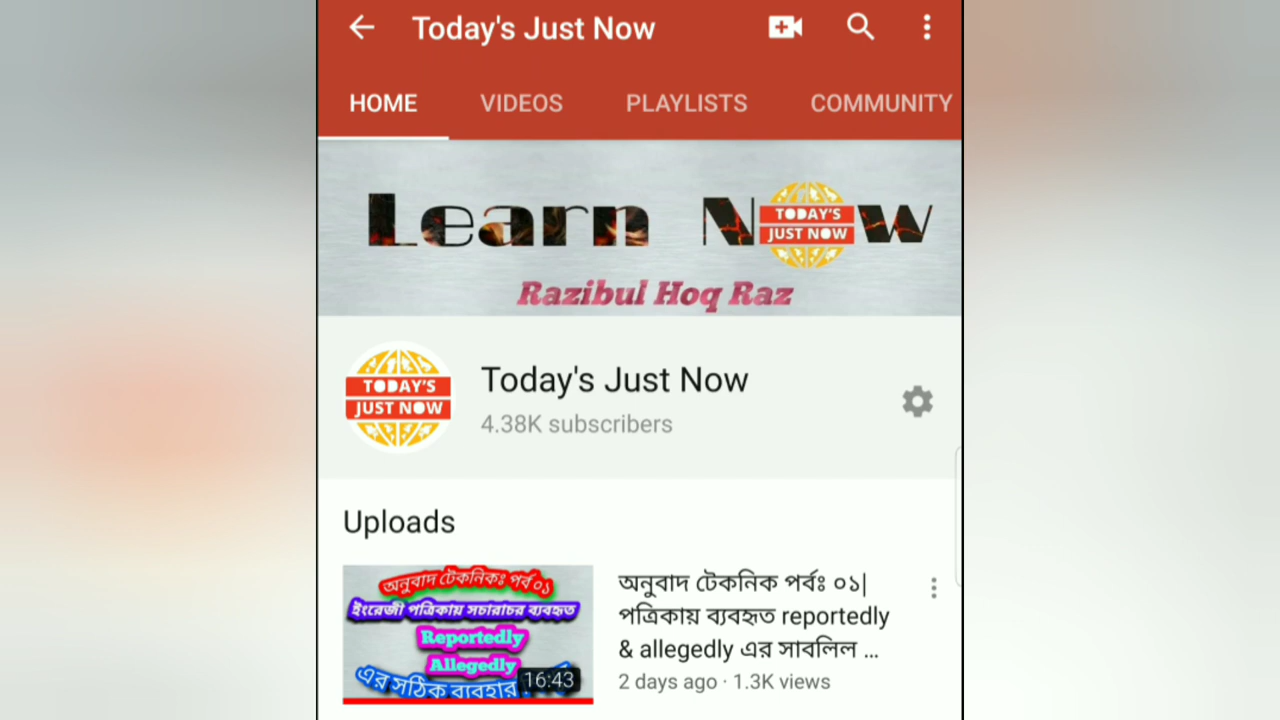 Today's Just Now
HOME VIDEOS PLAYLISTS COMMUNITY
Learn Now
TODAY'S
JUST NOW
Razibul Hoq Raz
TODAY'S
JUST NOW
Today's Just Now
4.38K subscribers
Uploads
অনুবাদ টেকনিকঃ পর্ব ০১
ইংরেজী পত্রিকায় সচারাচর ব্যবহৃত
Reportedly
Allegedly
এর সঠিক ব্যবহার
16:43
অনুবাদ টেকনিক পর্বঃ ০১|
পত্রিকায় ব্যবহৃত reportedly
& allegedly এর সাবলিল ...
2 days ago · 1.3K views